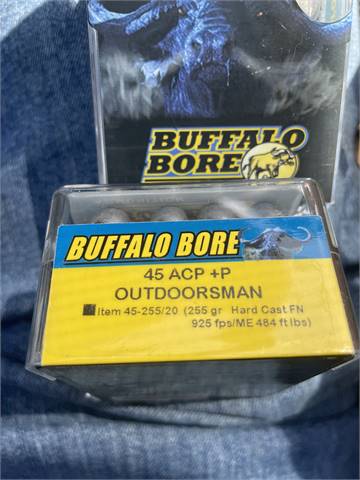 BUFFALO
BORE
BUFFALO BORE
45 ACP +P
OUTDOORSMAN
Item 45-255/20 (255 gr Hard Cast FN
925 fps/ME 484 ft lbs)